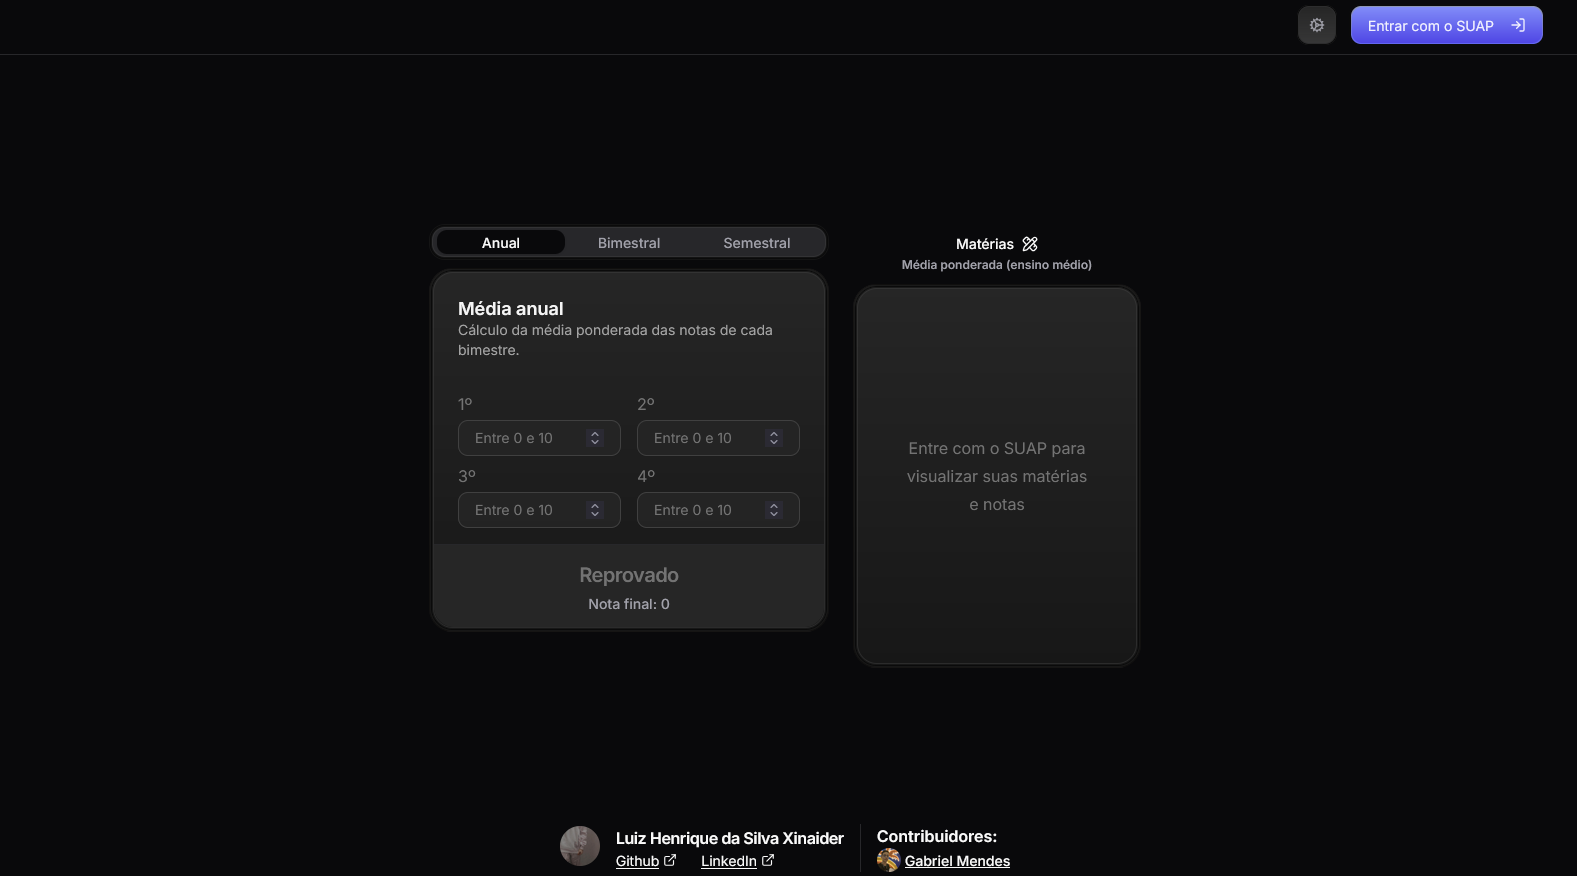 Entrar com o SUAP
Anual
Bimestral
Semestral
Média anual
Cálculo da média ponderada das notas de cada
bimestre.
1º
2º
Entre 0 e 10
Entre 0 e 10
3º
4º
Entre 0 e 10
Entre 0 e 10
Reprovado
Nota final: 0
Matérias
Média ponderada (ensino médio)
Entre com o SUAP para
visualizar suas matérias
e notas
Luiz Henrique da Silva Xinaider
Github
LinkedIn
Contribuidores:
Gabriel Mendes